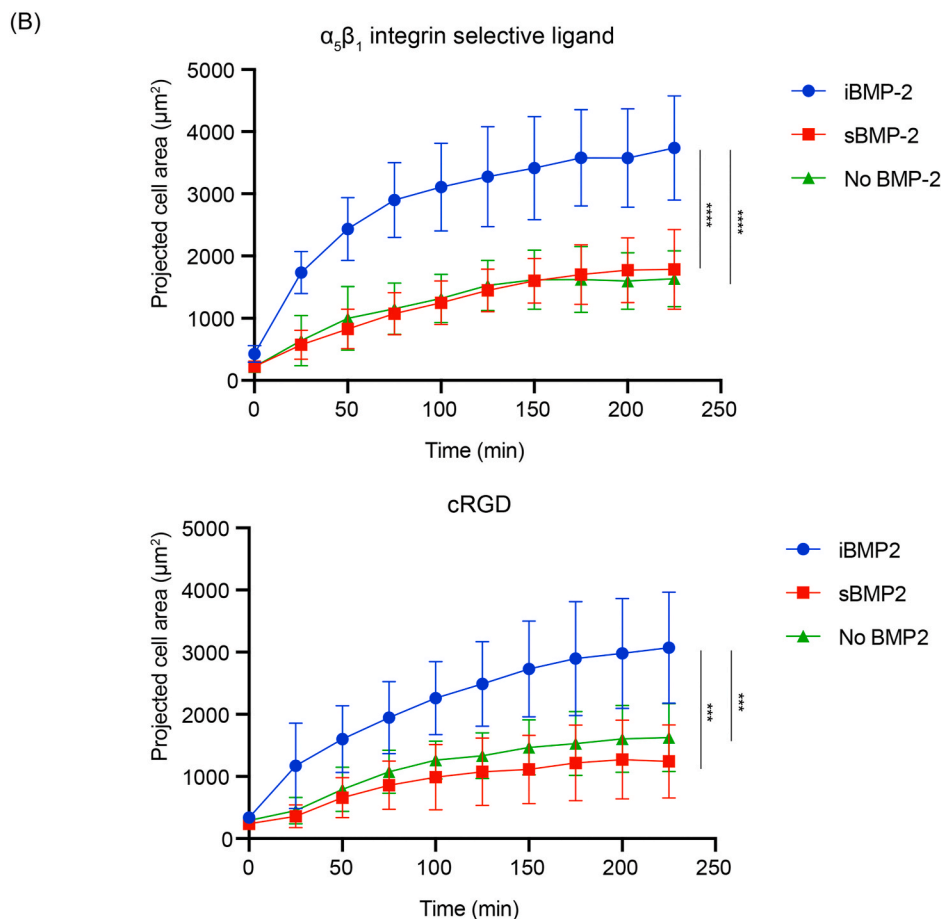 (B)
α₅β₁ integrin selective ligand
Projected cell area (µm²)
5000
4000
3000
2000
1000
0
0 50 100 150 200 250
Time (min)
iBMP-2
sBMP-2
No BMP-2
****
****
cRGD
Projected cell area (µm²)
5000
4000
3000
2000
1000
0
0 50 100 150 200 250
Time (min)
iBMP2
sBMP2
No BMP2
***
***